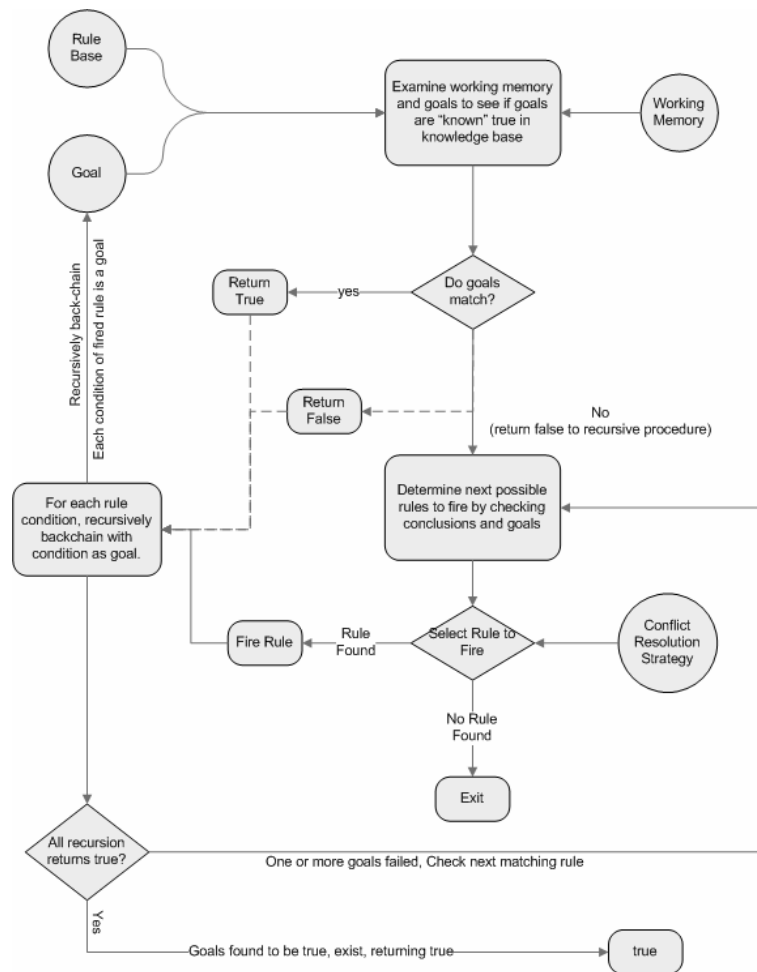 Rule
Base
Examine working memory
and goals to see if goals
are “known” true in
knowledge base
Working
Memory
Goal
Recursively back-chain
Each condition of fired rule is a goal
Return
True
yes
Do goals
match?
Return
False
No
(return false to recursive procedure)
For each rule
condition, recursively
backchain with
condition as goal.
Determine next possible
rules to fire by checking
conclusions and goals
Fire Rule
Rule
Found
Select Rule to
Fire
Conflict
Resolution
Strategy
No Rule
Found
Exit
All recursion
returns true?
One or more goals failed, Check next matching rule
Yes
Goals found to be true, exist, returning true
true